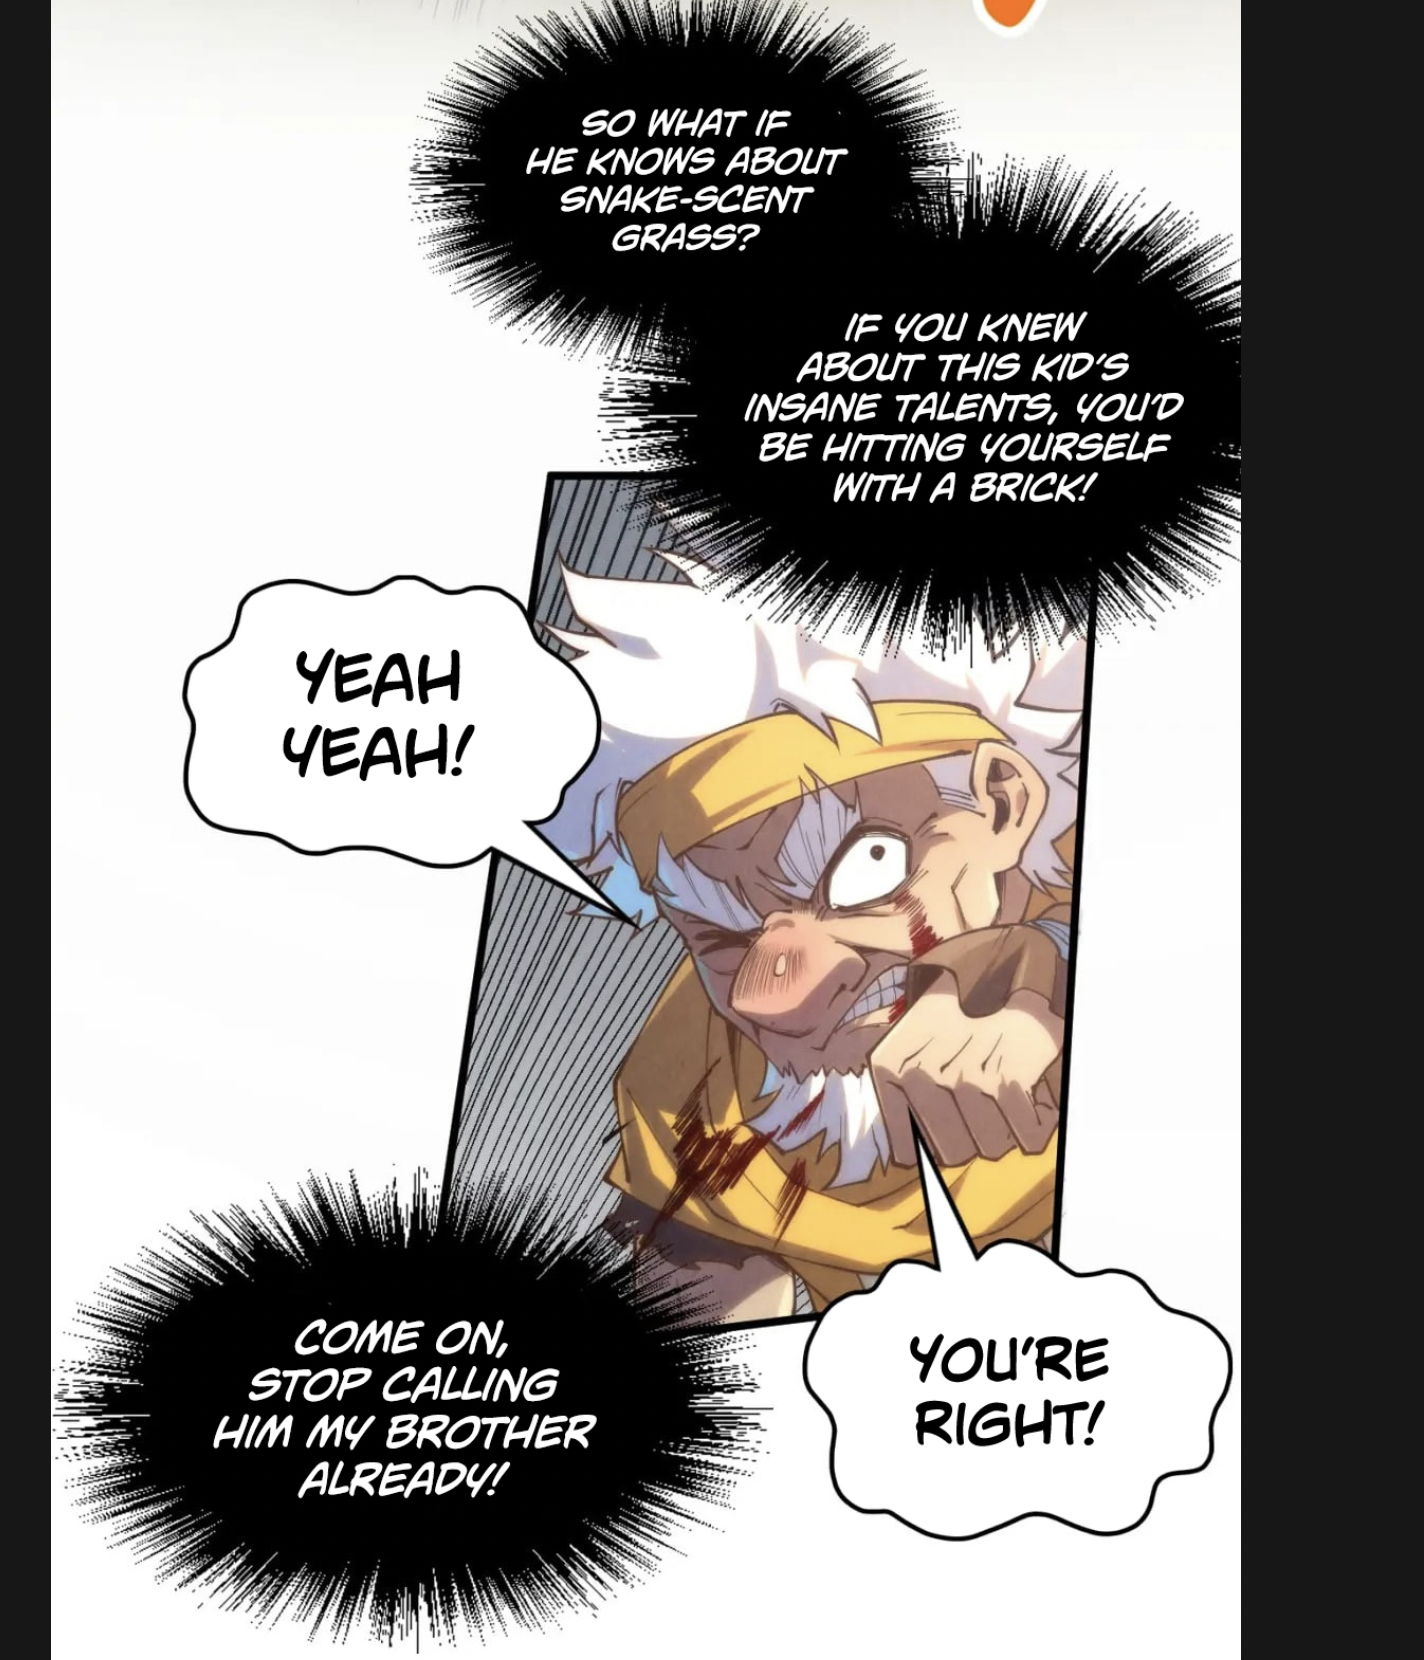 SO WHAT IF
HE KNOWS ABOUT
SNAKE-SCENT
GRASS?
IF YOU KNEW
ABOUT THIS KID'S
INSANE TALENTS, YOU'D
BE HITTING YOURSELF
WITH A BRICK!
YEAH
YEAH!
COME ON,
STOP CALLING
HIM MY BROTHER
ALREADY!
YOU'RE
RIGHT!